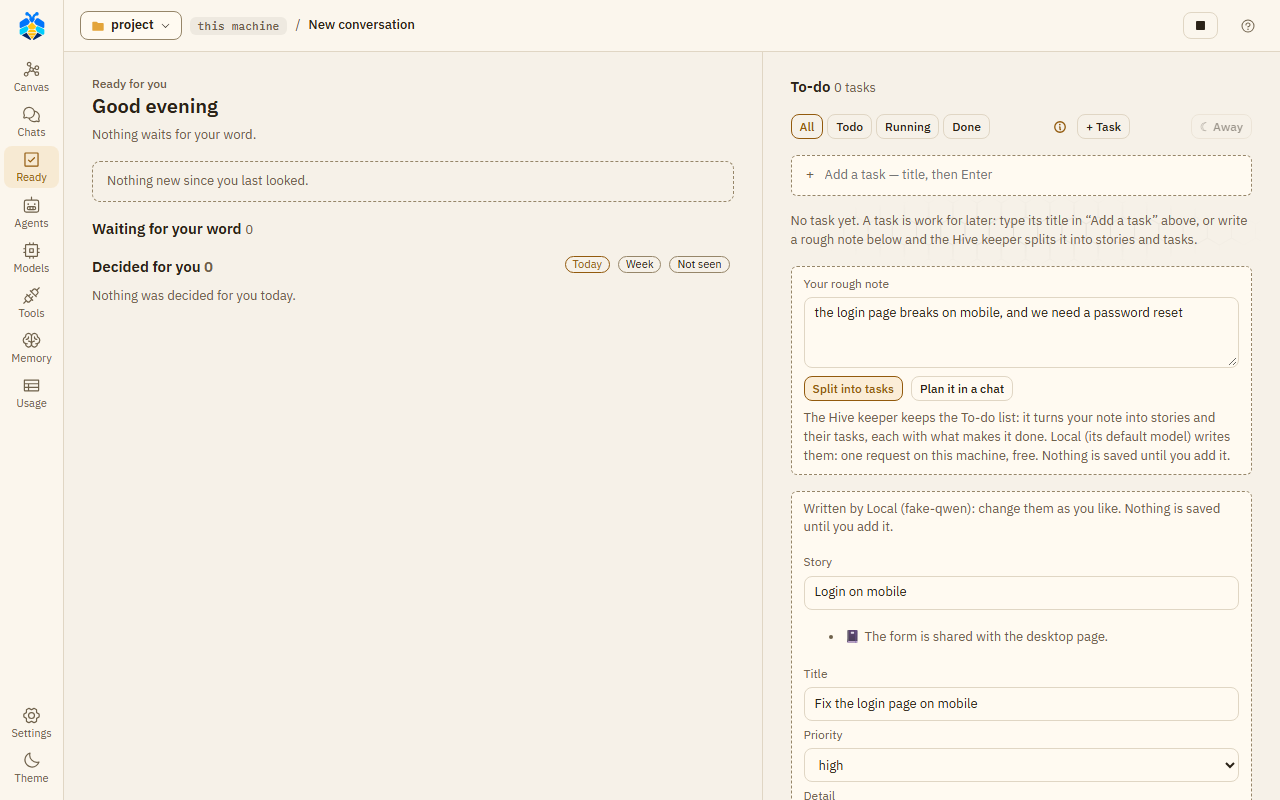 project
this machine
/
New conversation
Canvas
Chats
Ready
Agents
Models
Tools
Memory
Usage
Settings
Theme
Ready for you
Good evening
Nothing waits for your word.
Nothing new since you last looked.
Waiting for your word 0
Decided for you 0
Today
Week
Not seen
Nothing was decided for you today.
To-do 0 tasks
All
Todo
Running
Done
+ Task
Away
+ Add a task — title, then Enter
No task yet. A task is work for later: type its title in “Add a task” above, or write
a rough note below and the Hive keeper splits it into stories and tasks.
Your rough note
the login page breaks on mobile, and we need a password reset
Split into tasks
Plan it in a chat
The Hive keeper keeps the To-do list: it turns your note into stories and
their tasks, each with what makes it done. Local (its default model) writes
them: one request on this machine, free. Nothing is saved until you add it.
Written by Local (fake-qwen): change them as you like. Nothing is saved
until you add it.
Story
Login on mobile
• The form is shared with the desktop page.
Title
Fix the login page on mobile
Priority
high
Detail